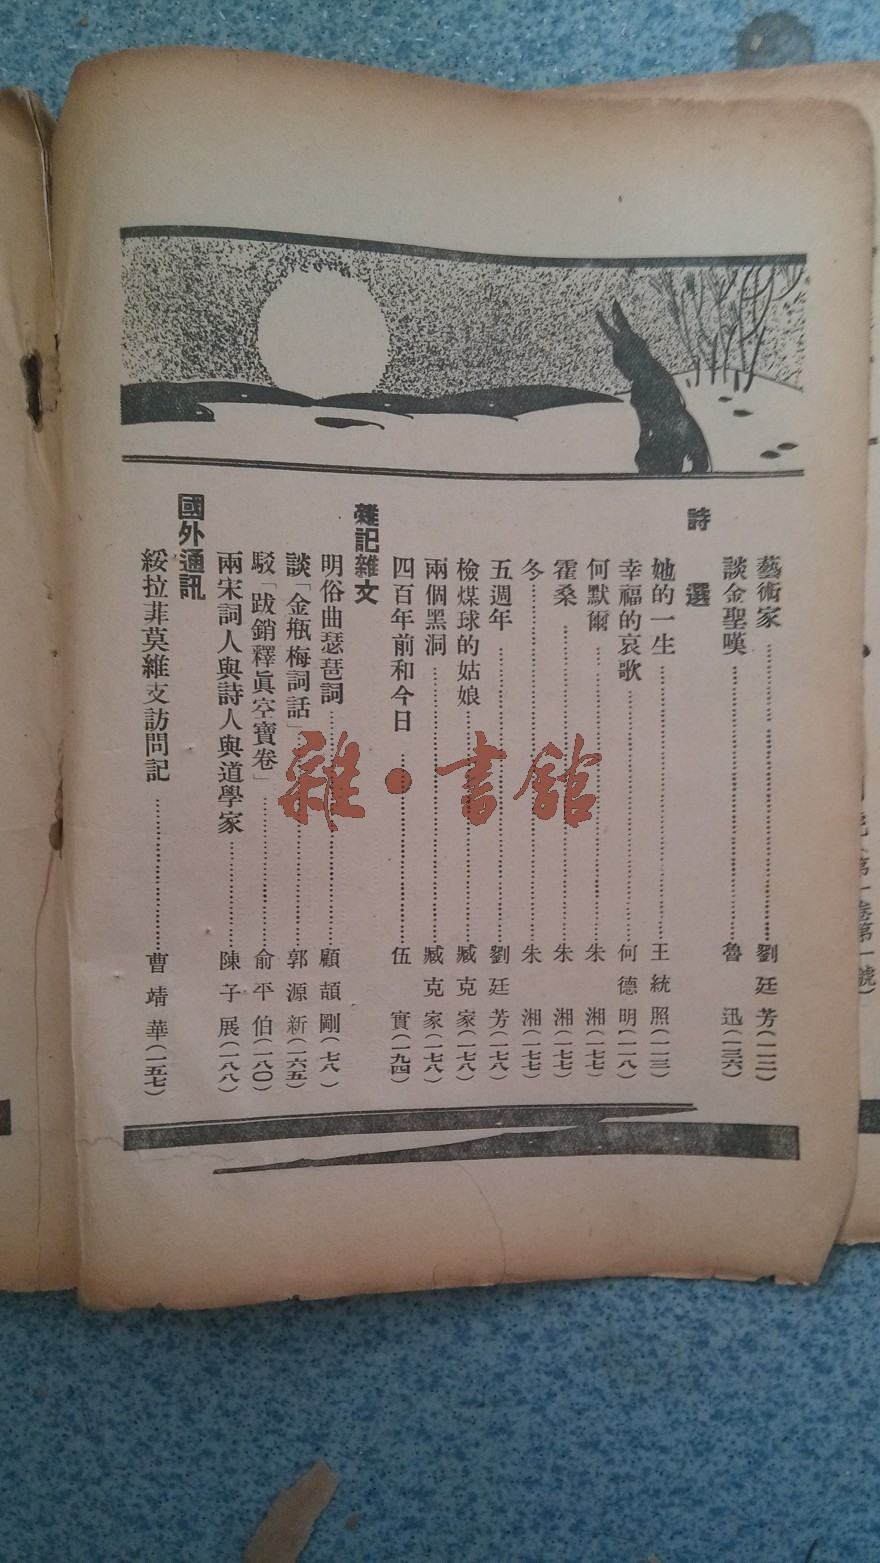 藝術家……劉廷芳(一一二)
談金聖嘆……魯迅(一三六)
詩選
她的一生……王統照(一一三)
幸福的哀歌……何德明(一一八)
何默爾……朱湘(一七七)
霍桑……朱湘(一七七)
冬……朱湘(一七七)
五週年……劉廷芳(一七八)
檢煤球的姑娘……臧克家(一七八)
兩個黑洞……臧克家(一七八)
四百年前和今日……伍實(一九四)
雜記雜文
明俗曲瑟琶詞……顧頡剛(七八)
談「金瓶梅詞話」……郭源新(一六五)
駁「跋銷釋眞空寶卷」……俞平伯(一八〇)
兩宋詞人與詩人與道學家……陳子展(一八八)
國外通訊
綏拉菲莫維支訪問記……曹靖華(一五七)
雜·書館